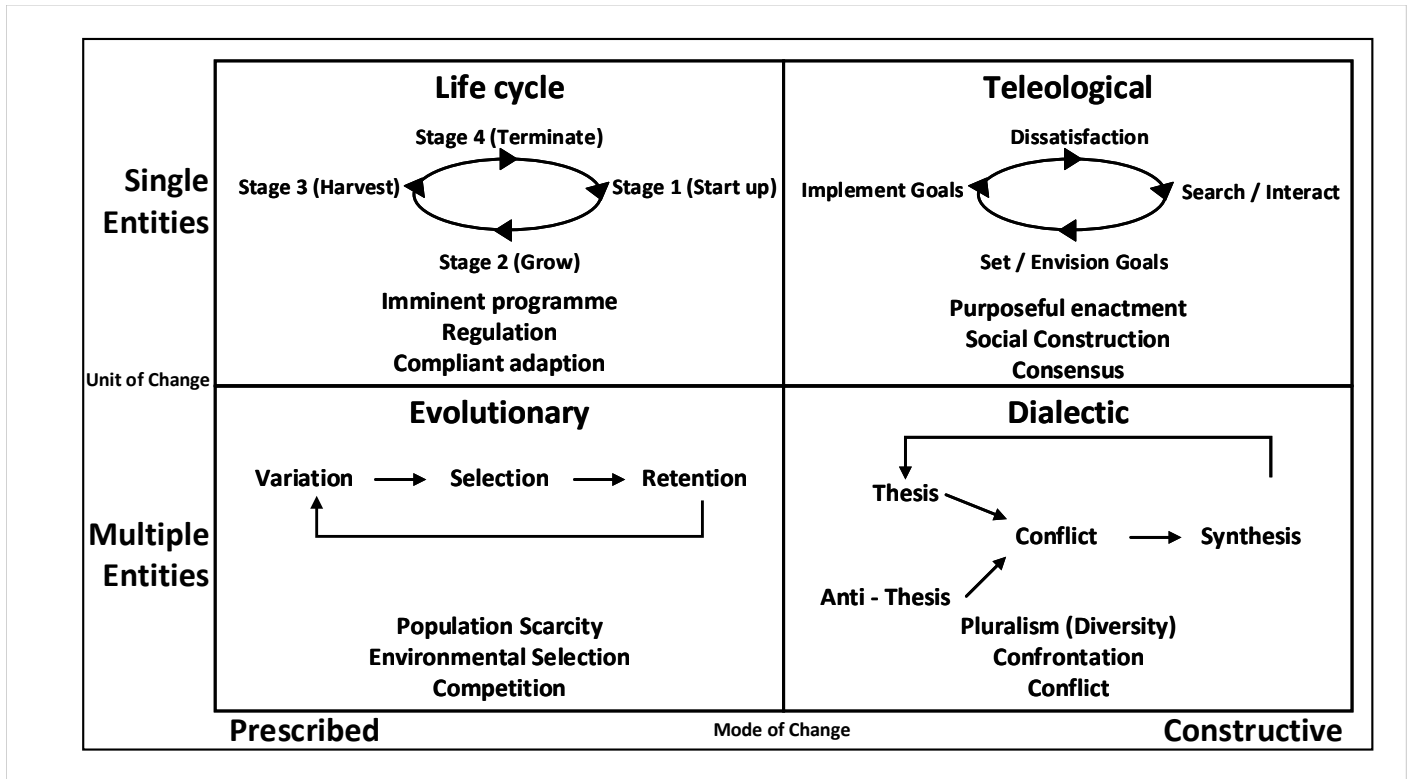 Life cycle
Stage 4 (Terminate)
Stage 3 (Harvest)
Stage 1 (Start up)
Stage 2 (Grow)
Imminent programme
Regulation
Compliant adaption
Teleological
Dissatisfaction
Implement Goals
Search / Interact
Set / Envision Goals
Purposeful enactment
Social Construction
Consensus
Single
Entities
Unit of Change
Evolutionary
Variation
Selection
Retention
Population Scarcity
Environmental Selection
Competition
Dialectic
Thesis
Conflict
Synthesis
Anti - Thesis
Pluralism (Diversity)
Confrontation
Conflict
Multiple
Entities
Prescribed
Mode of Change
Constructive